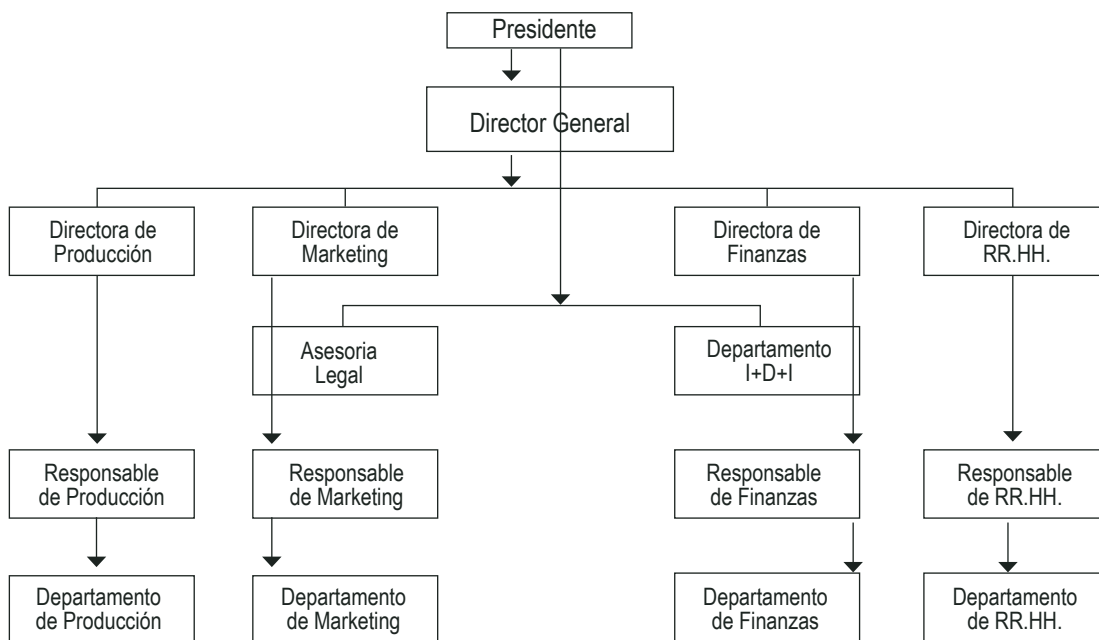 Presidente
Director General
Directora de
Producción
Directora de
Marketing
Directora de
Finanzas
Directora de
RR.HH.
Asesoria
Legal
Departamento
I+D+I
Responsable
de Producción
Responsable
de Marketing
Responsable
de Finanzas
Responsable
de RR.HH.
Departamento
de Producción
Departamento
de Marketing
Departamento
de Finanzas
Departamento
de RR.HH.